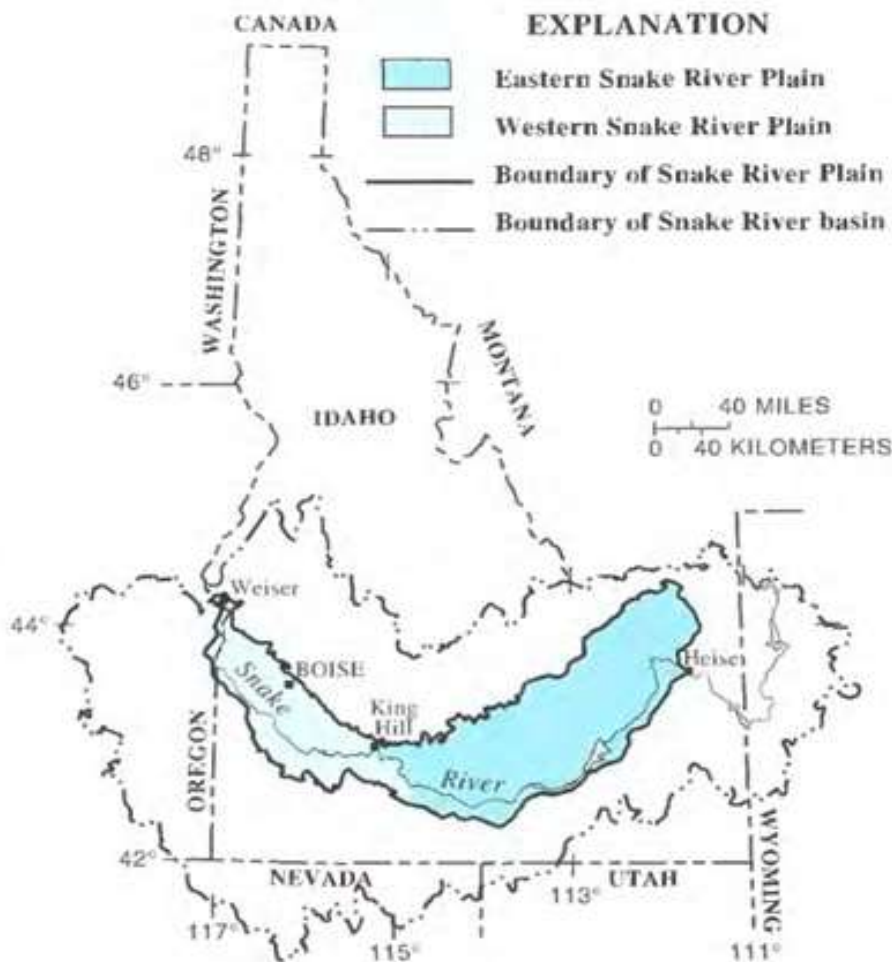 CANADA
EXPLANATION
Eastern Snake River Plain
Western Snake River Plain
Boundary of Snake River Plain
Boundary of Snake River basin
48°
WASHINGTON
MONTANA
46°
IDAHO
0 40 MILES
0 40 KILOMETERS
Weiser
44°
BOISE
Heise
Snake
King
Hill
River
OREGON
WYOMING
42°
NEVADA
UTAH
113°
117°
115°
111°